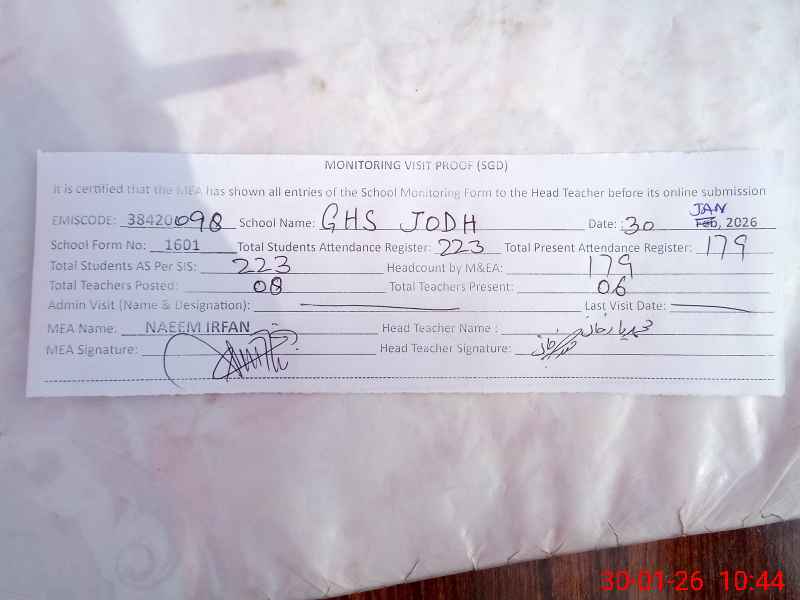 MONITORING VISIT PROOF (SGD)
It is certified that the MEA has shown all entries of the School Monitoring Form to the Head Teacher before its online submission
EMISCODE: 38420098 School Name: GHS JODH Date: 30 JAN Feb, 2026
School Form No: 1601 Total Students Attendance Register: 223 Total Present Attendance Register: 179
Total Students AS Per SIS: 223 Headcount by M&EA: 179
Total Teachers Posted: 08 Total Teachers Present: 06
Admin Visit (Name & Designation): Last Visit Date:
MEA Name: NAEEM IRFAN Head Teacher Name :
MEA Signature: Head Teacher Signature:
30-01-26 10:44